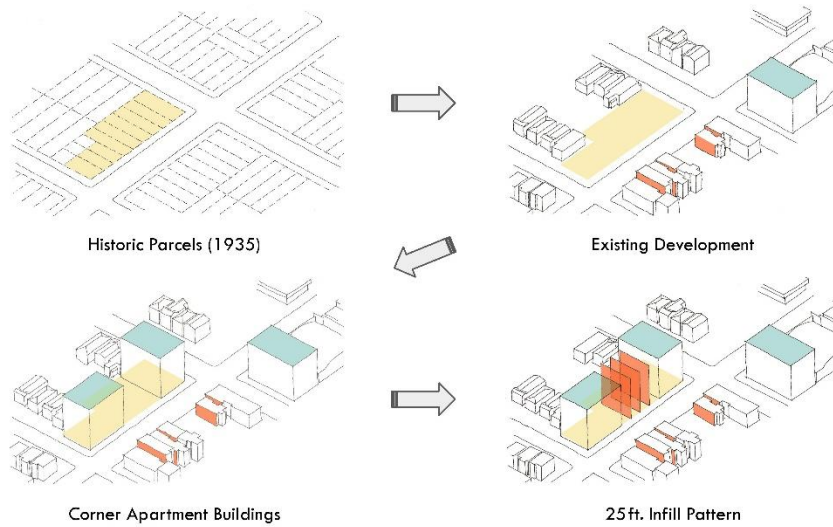 Historic Parcels (1935)
Existing Development
Corner Apartment Buildings
25ft. Infill Pattern